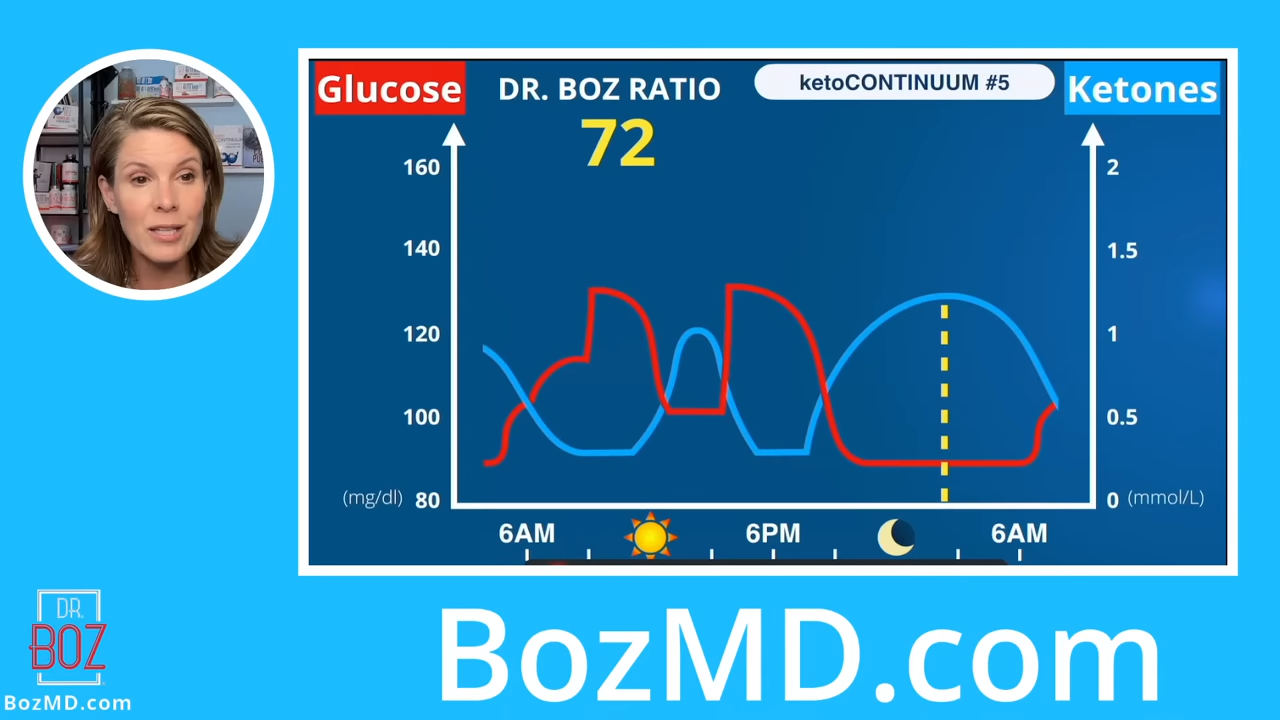 Glucose
DR. BOZ RATIO
72
ketoCONTINUUM #5
Ketones
160
140
120
100
(mg/dl) 80
2
1.5
1
0.5
0 (mmol/L)
6AM
6PM
6AM
DR.
BOZ
BozMD.com
BozMD.com